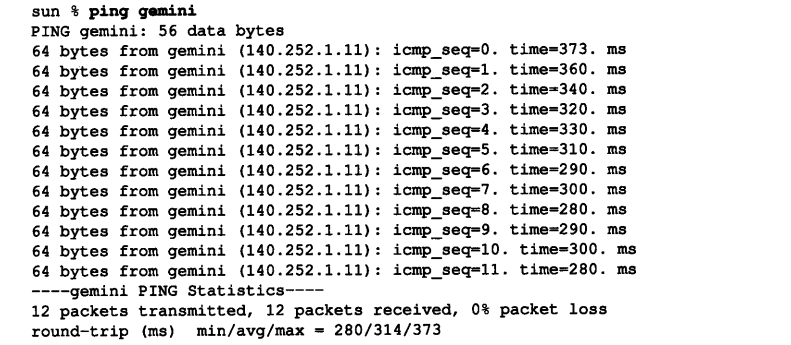 sun % ping gemini
PING gemini: 56 data bytes
64 bytes from gemini (140.252.1.11): icmp_seq=0. time=373. ms
64 bytes from gemini (140.252.1.11): icmp_seq=1. time=360. ms
64 bytes from gemini (140.252.1.11): icmp_seq=2. time=340. ms
64 bytes from gemini (140.252.1.11): icmp_seq=3. time=320. ms
64 bytes from gemini (140.252.1.11): icmp_seq=4. time=330. ms
64 bytes from gemini (140.252.1.11): icmp_seq=5. time=310. ms
64 bytes from gemini (140.252.1.11): icmp_seq=6. time=290. ms
64 bytes from gemini (140.252.1.11): icmp_seq=7. time=300. ms
64 bytes from gemini (140.252.1.11): icmp_seq=8. time=280. ms
64 bytes from gemini (140.252.1.11): icmp_seq=9. time=290. ms
64 bytes from gemini (140.252.1.11): icmp_seq=10. time=300. ms
64 bytes from gemini (140.252.1.11): icmp_seq=11. time=280. ms
----gemini PING Statistics----
12 packets transmitted, 12 packets received, 0% packet loss
round-trip (ms)  min/avg/max = 280/314/373